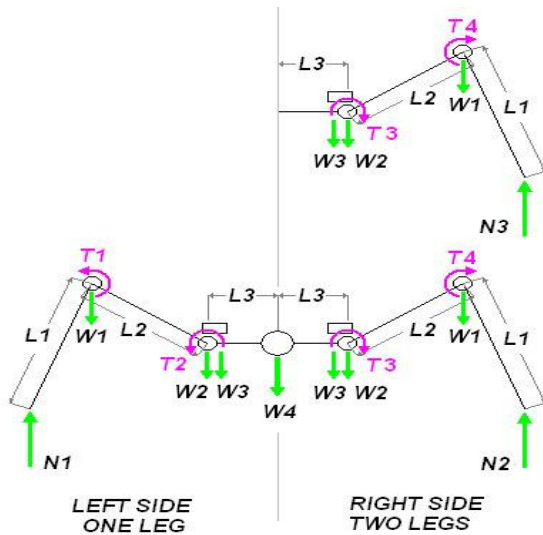 T4
L3
L2
W1
L1
T3
W3 W2
N3
T1
T4
L3 L3
L1
W1
L2
L2
W1
L1
T2
T3
W2 W3
W3 W2
W4
N1
N2
LEFT SIDE
ONE LEG
RIGHT SIDE
TWO LEGS